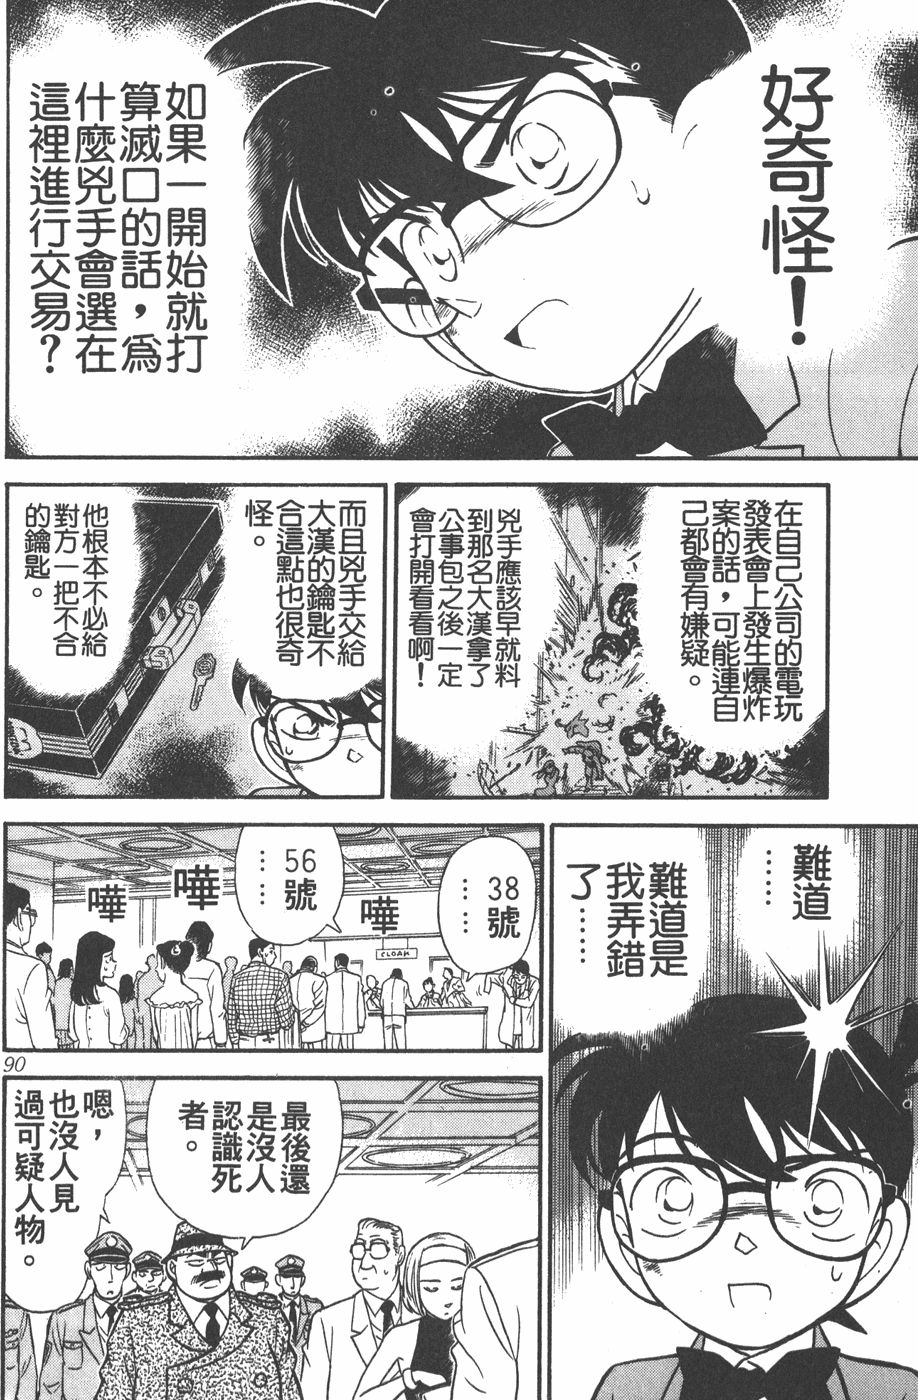 好奇怪！
如果一開始就打
算滅口的話，爲
什麼兇手會選在
這裡進行交易？
在自己公司的電玩
發表會上發生爆炸
案的話，可能連自
己都會有嫌疑。
兇手應該早就料
到那名大漢拿了
公事包之後一定
會打開看看啊！
而且兇手交給
大漢的鑰匙不
合這點也很奇
怪。
他根本不必給
對方一把不合
的鑰匙。
難道
……
難道是
我弄錯
了……
38號
……
56號
……
嘩
嘩
嘩
CLOAK
90
最後還
是沒人
認識死
者。
嗯，
也沒人見
過可疑人物。